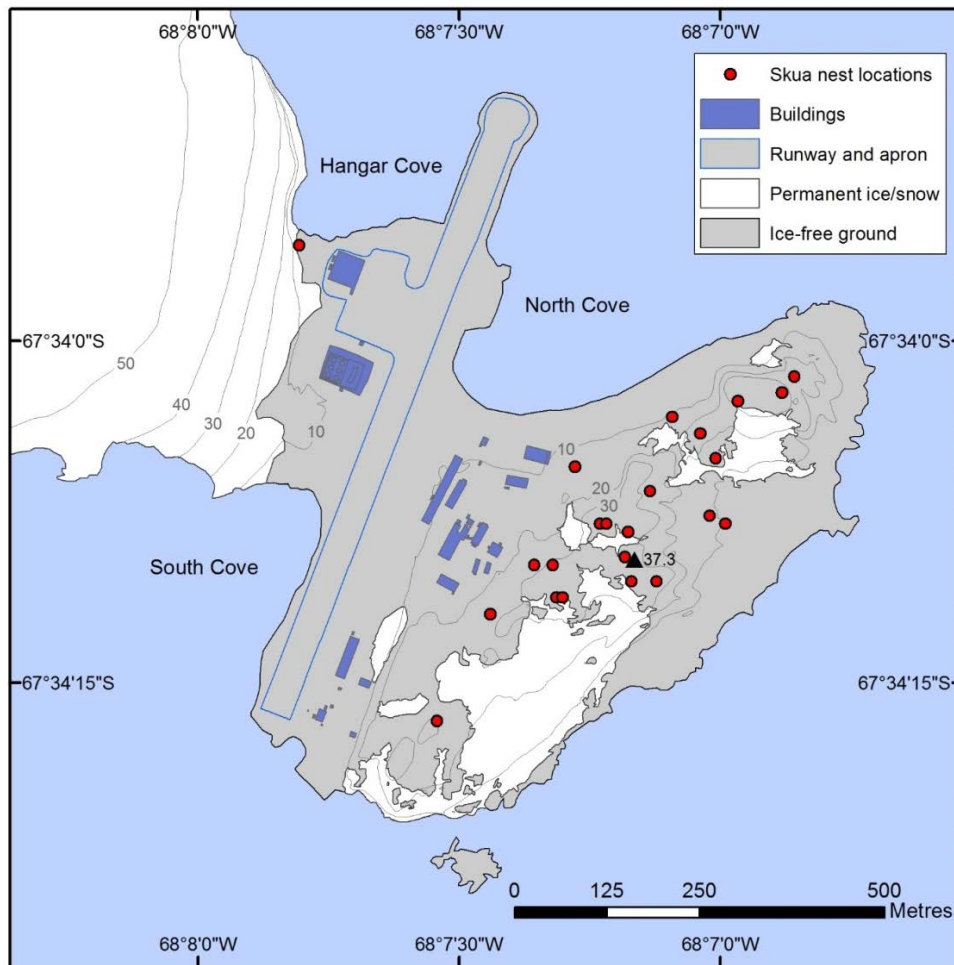 68°8'0"W
68°7'30"W
68°7'0"W
Skua nest locations
Buildings
Runway and apron
Permanent ice/snow
Ice-free ground
Hangar Cove
North Cove
67°34'0"S
67°34'0"S
50
40
30
20
10
10
20
30
37.3
South Cove
67°34'15"S
67°34'15"S
0 125 250 500
Metres
68°8'0"W
68°7'30"W
68°7'0"W